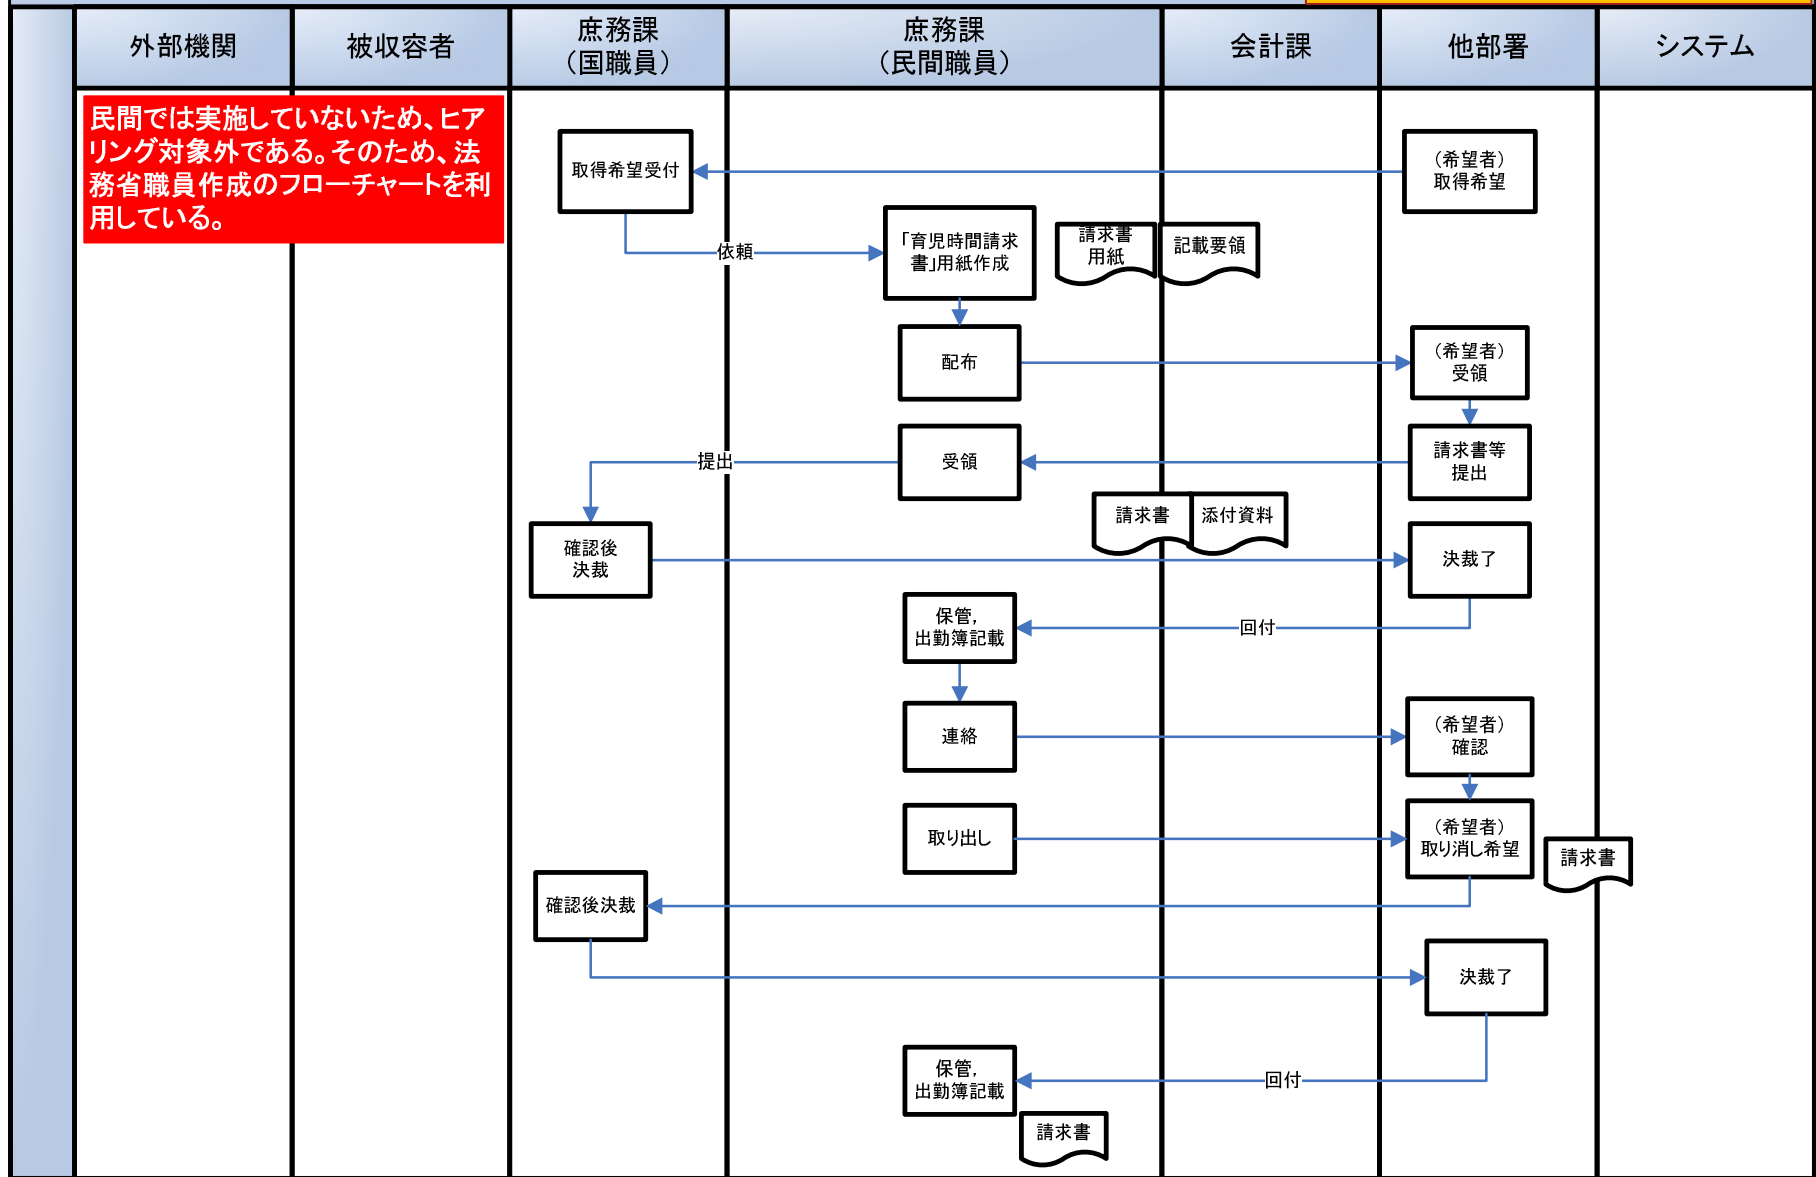 外部機関
被収容者
庶務課
（国職員）
庶務課
（民間職員）
会計課
他部署
システム
民間では実施していないため、ヒア
リング対象外である。そのため、法
務省職員作成のフローチャートを利
用している。
取得希望受付
（希望者）
取得希望
依頼
「育児時間請求
書」用紙作成
請求書
用紙
記載要領
配布
（希望者）
受領
提出
受領
請求書等
提出
請求書
添付資料
確認後
決裁
決裁了
保管，
出勤簿記載
回付
連絡
（希望者）
確認
取り出し
（希望者）
取り消し希望
請求書
確認後決裁
決裁了
保管，
出勤簿記載
回付
請求書